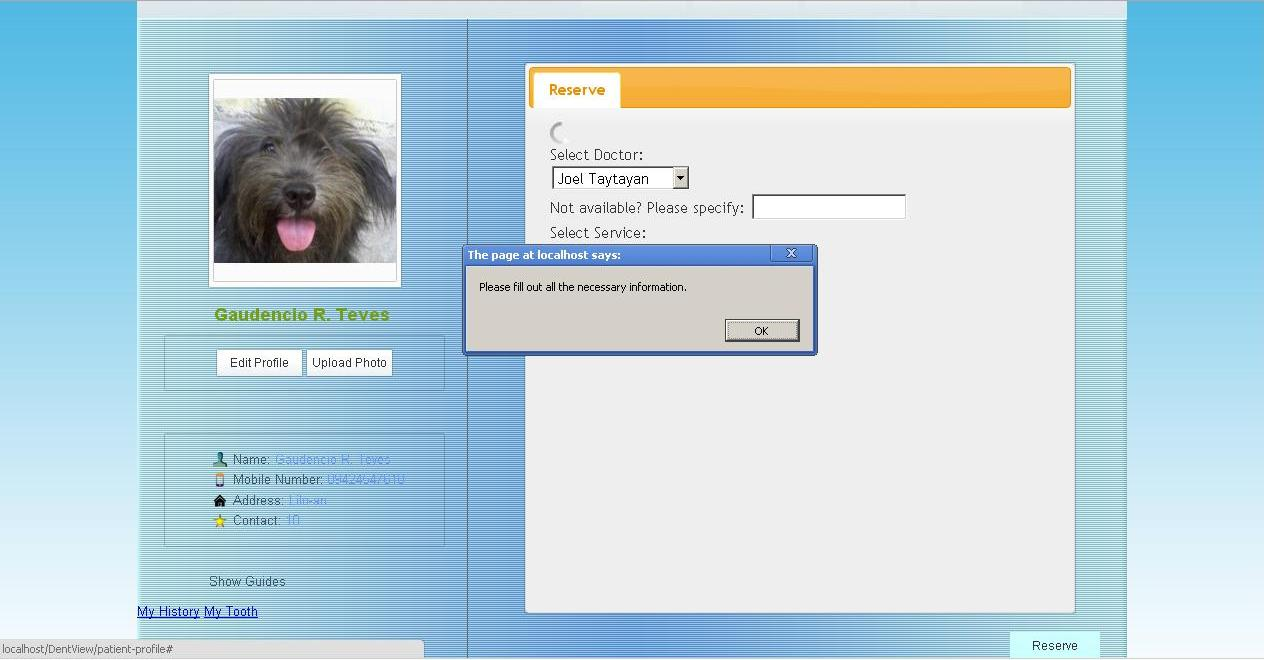 Reserve
Select Doctor:
Joel Taytayan
Not available? Please specify:
Select Service:
The page at localhost says:
X
Please fill out all the necessary information.
OK
Gaudencio R. Teves
Edit Profile Upload Photo
Name: Gaudencio R. Teves
Mobile Number:
Address: Lilo-an
Contact: 10
Show Guides
My History My Tooth
localhost/DentView/patient-profile#
Reserve